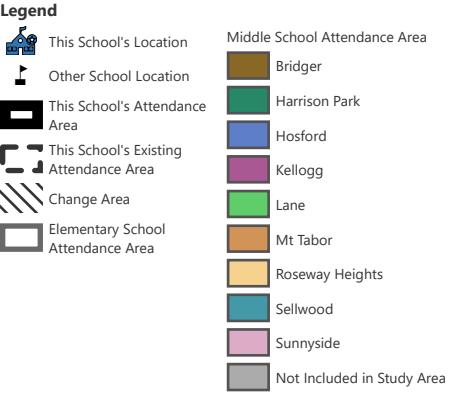 Legend
This School's Location
Other School Location
This School's Attendance
Area
This School's Existing
Attendance Area
Change Area
Elementary School
Attendance Area
Middle School Attendance Area
Bridger
Harrison Park
Hosford
Kellogg
Lane
Mt Tabor
Roseway Heights
Sellwood
Sunnyside
Not Included in Study Area